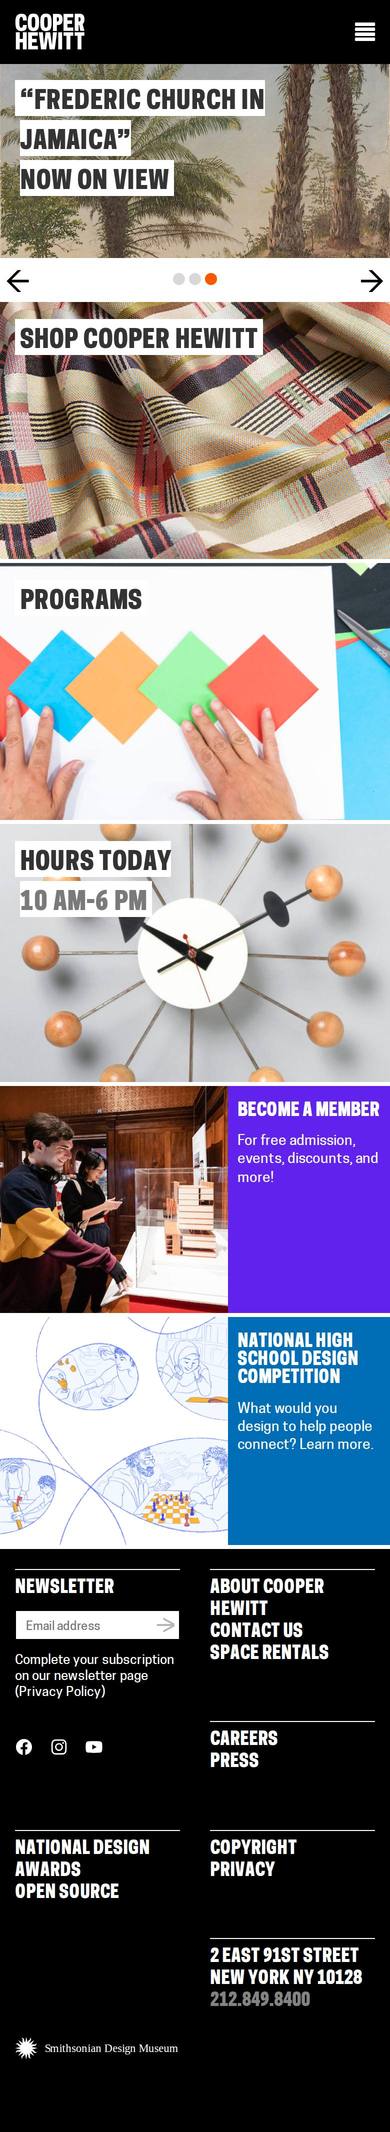 COOPER
HEWITT
“FREDERIC CHURCH IN
JAMAICA”
NOW ON VIEW
SHOP COOPER HEWITT
PROGRAMS
HOURS TODAY
10 AM-6 PM
BECOME A MEMBER
For free admission,
events, discounts, and
more!
NATIONAL HIGH
SCHOOL DESIGN
COMPETITION
What would you
design to help people
connect? Learn more.
NEWSLETTER
Email address
Complete your subscription
on our newsletter page
(Privacy Policy)
ABOUT COOPER
HEWITT
CONTACT US
SPACE RENTALS
CAREERS
PRESS
NATIONAL DESIGN
AWARDS
OPEN SOURCE
COPYRIGHT
PRIVACY
2 EAST 91ST STREET
NEW YORK NY 10128
212.849.8400
Smithsonian Design Museum